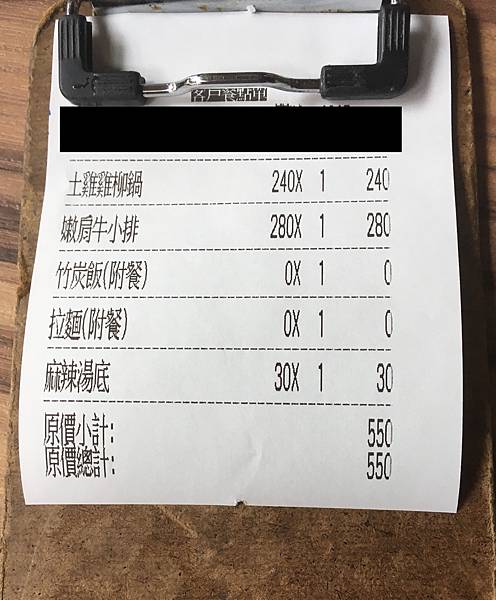 客戶餐點單
土雞雞柳鍋 240X 1 240
嫩肩牛小排 280X 1 280
竹炭飯(附餐) 0X 1 0
拉麵(附餐) 0X 1 0
麻辣湯底 30X 1 30
原價小計: 550
原價總計: 550